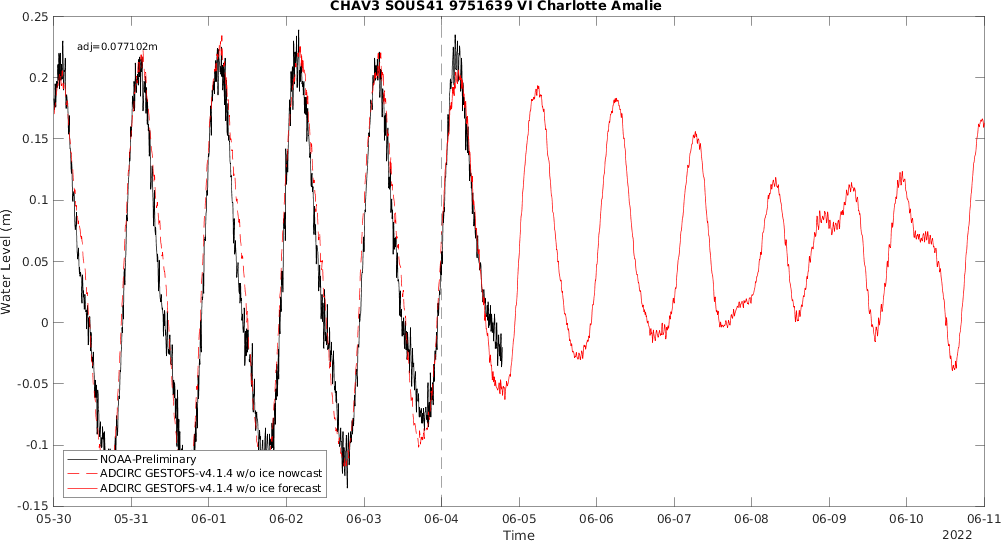 CHAV3 SOUS41 9751639 VI Charlotte Amalie
adj=0.077102m
0.25
0.2
0.15
0.1
0.05
0
-0.05
-0.1
-0.15
Water Level (m)
NOAA-Preliminary
ADCIRC GESTOFS-v4.1.4 w/o ice nowcast
ADCIRC GESTOFS-v4.1.4 w/o ice forecast
05-30 05-31 06-01 06-02 06-03 06-04 06-05 06-06 06-07 06-08 06-09 06-10 06-11
Time
2022